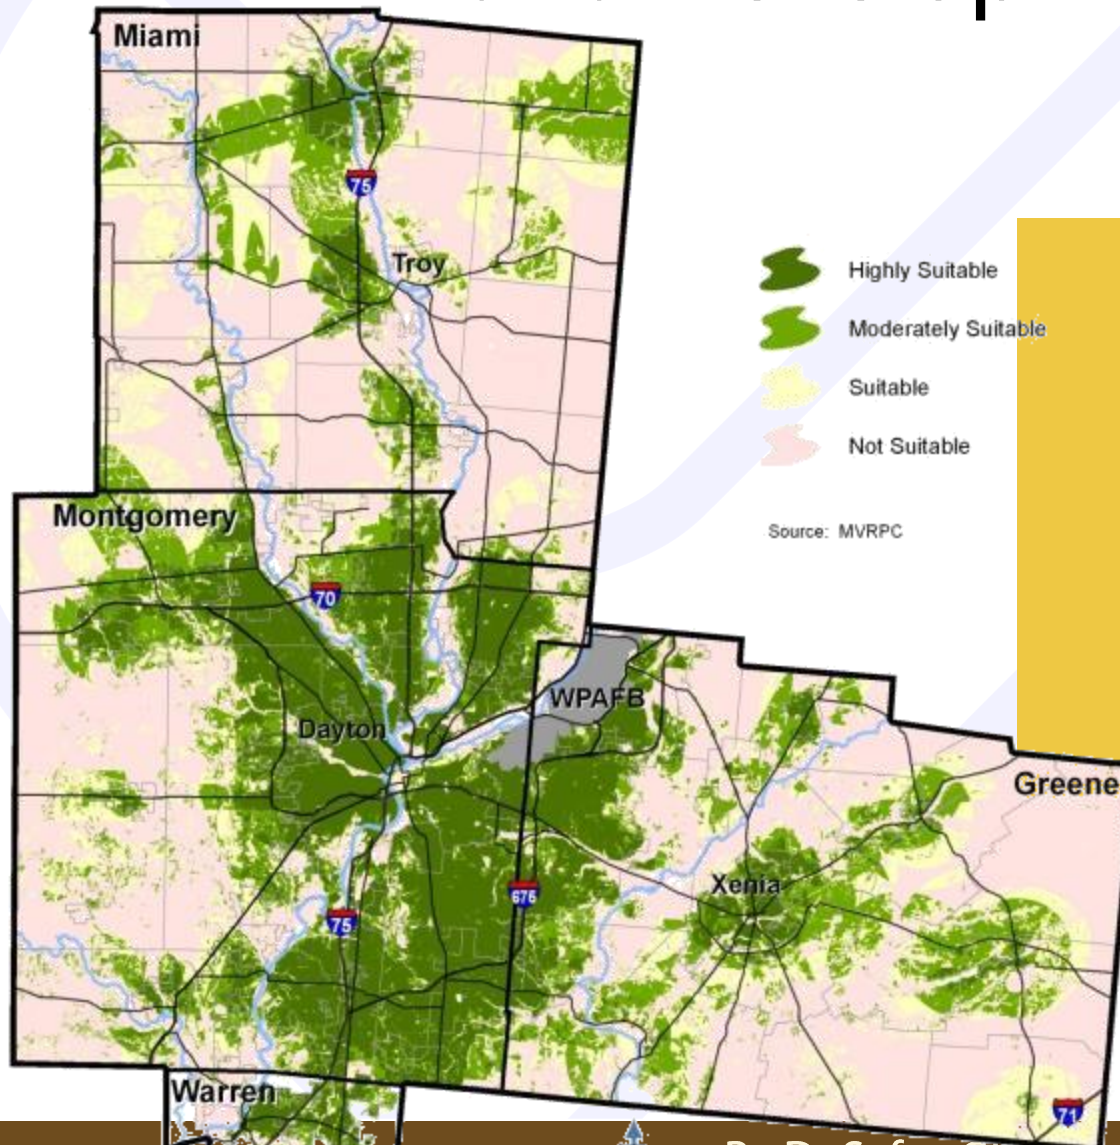 Miami
75
Troy
Highly Suitable
Moderately Suitable
Suitable
Not Suitable
Source: MVRPC
Montgomery
70
WPAFB
Dayton
Greene
Xenia
676
75
Warren
71